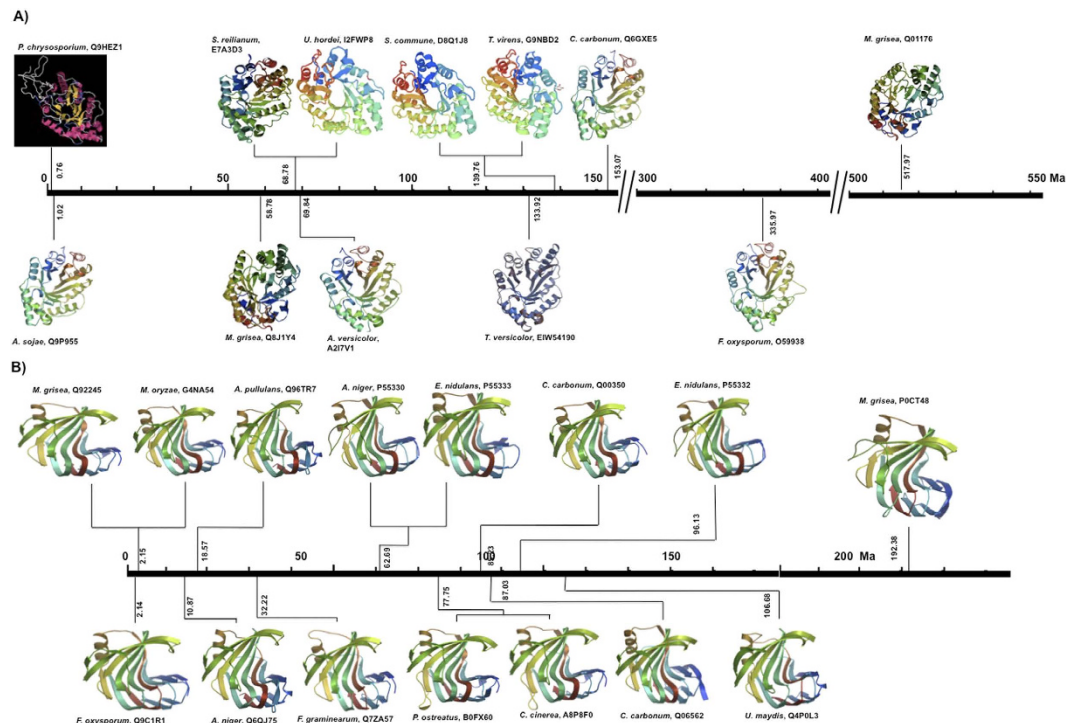 A)
P. chrysosporium, Q9HEZ1
S. reilianum,
E7A3D3
U. hordei, I2FWP8
S. commune, D8Q1J8
T. virens, G9NBD2
C. carbonum, Q6GXE5
M. grisea, Q01176
0.76
68.78
139.76
153.07
517.97
0
50
100
150
300
400
500
550 Ma
1.02
58.78
69.84
133.92
335.97
A. sojae, Q9P955
M. grisea, Q8J1Y4
A. versicolor,
A2I7V1
T. versicolor, EIW54190
F. oxysporum, O59938
B)
M. grisea, Q92245
M. oryzae, G4NA54
A. pullulans, Q96TR7
A. niger, P55330
E. nidulans, P55333
C. carbonum, Q00350
E. nidulans, P55332
M. grisea, P0CT48
2.15
18.57
62.69
96.13
192.38
0
50
100
150
200 Ma
2.14
10.87
32.22
77.75
87.03
106.68
F. oxysporum, Q9C1R1
A. niger, Q6QJ75
F. graminearum, Q7ZA57
P. ostreatus, B0FX60
C. cinerea, A8P8F0
C. carbonum, Q06562
U. maydis, Q4P0L3